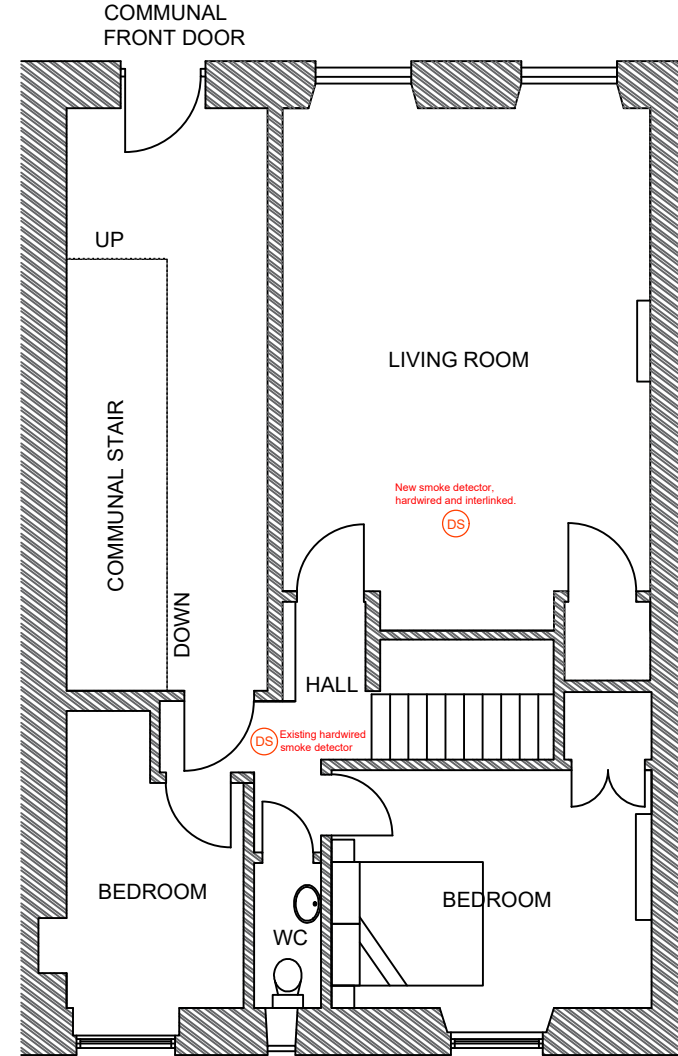 COMMUNAL
FRONT DOOR
UP
LIVING ROOM
COMMUNAL STAIR
New smoke detector,
hardwired and interlinked.
DS
DOWN
HALL
DS
Existing hardwired
smoke detector
BEDROOM
BEDROOM
WC